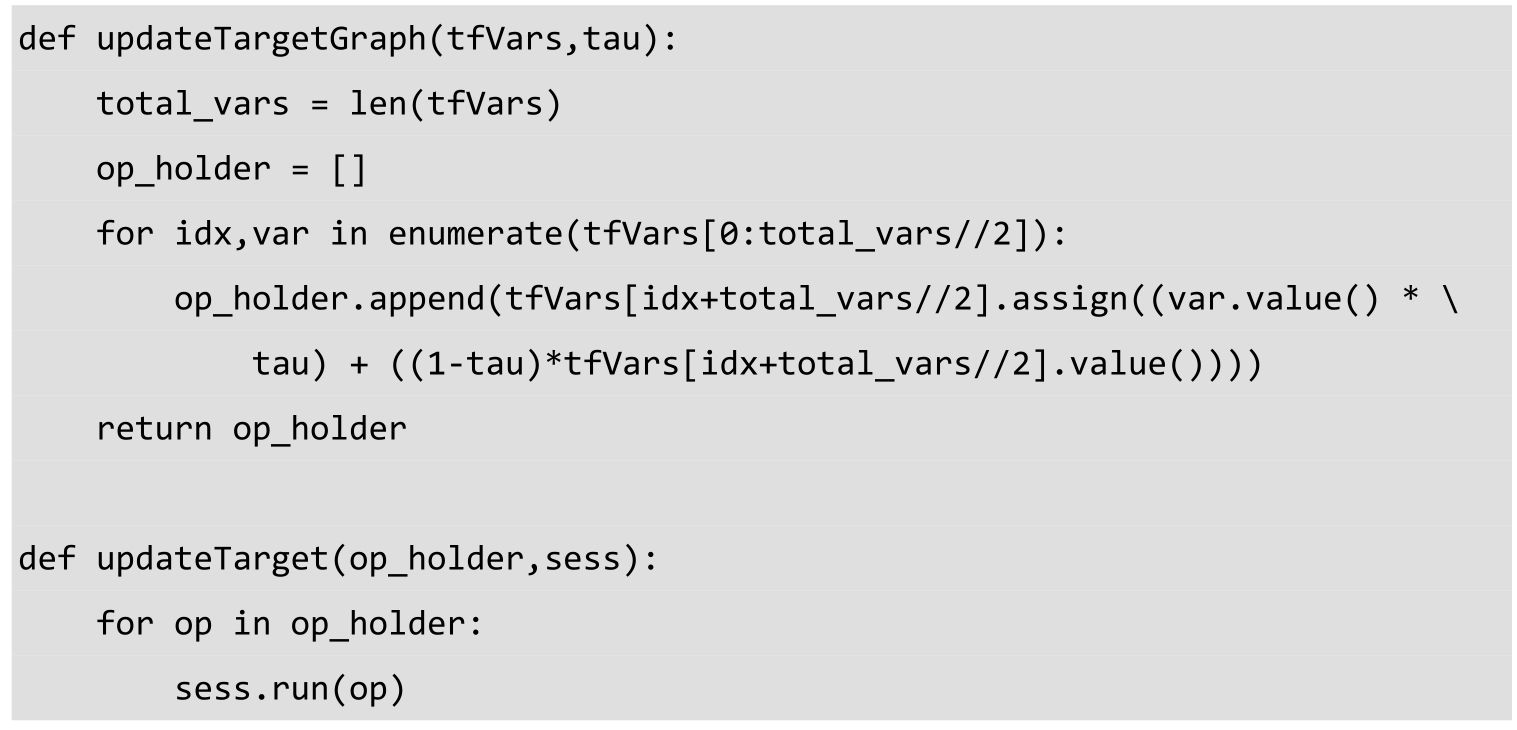 def updateTargetGraph(tfVars,tau):
    total_vars = len(tfVars)
    op_holder = []
    for idx,var in enumerate(tfVars[0:total_vars//2]):
        op_holder.append(tfVars[idx+total_vars//2].assign((var.value() * \
            tau) + ((1-tau)*tfVars[idx+total_vars//2].value())))
    return op_holder

def updateTarget(op_holder,sess):
    for op in op_holder:
        sess.run(op)